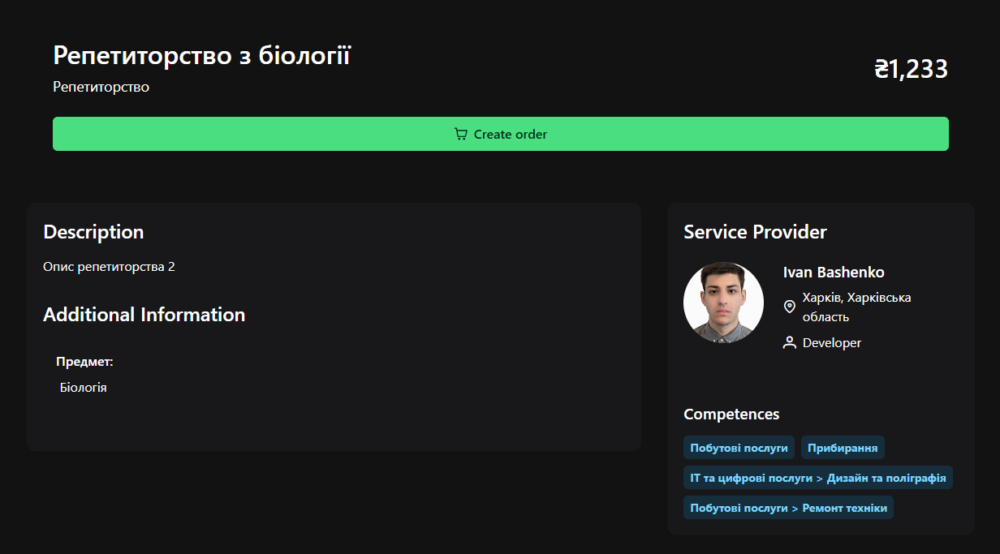 Репетиторство з біології
Репетиторство
₴1,233
Create order
Description
Опис репетиторства 2
Additional Information
Предмет:
Біологія
Service Provider
Ivan Bashenko
Харків, Харківська
область
Developer
Competences
Побутові послуги
Прибирання
ІТ та цифрові послуги > Дизайн та поліграфія
Побутові послуги > Ремонт техніки